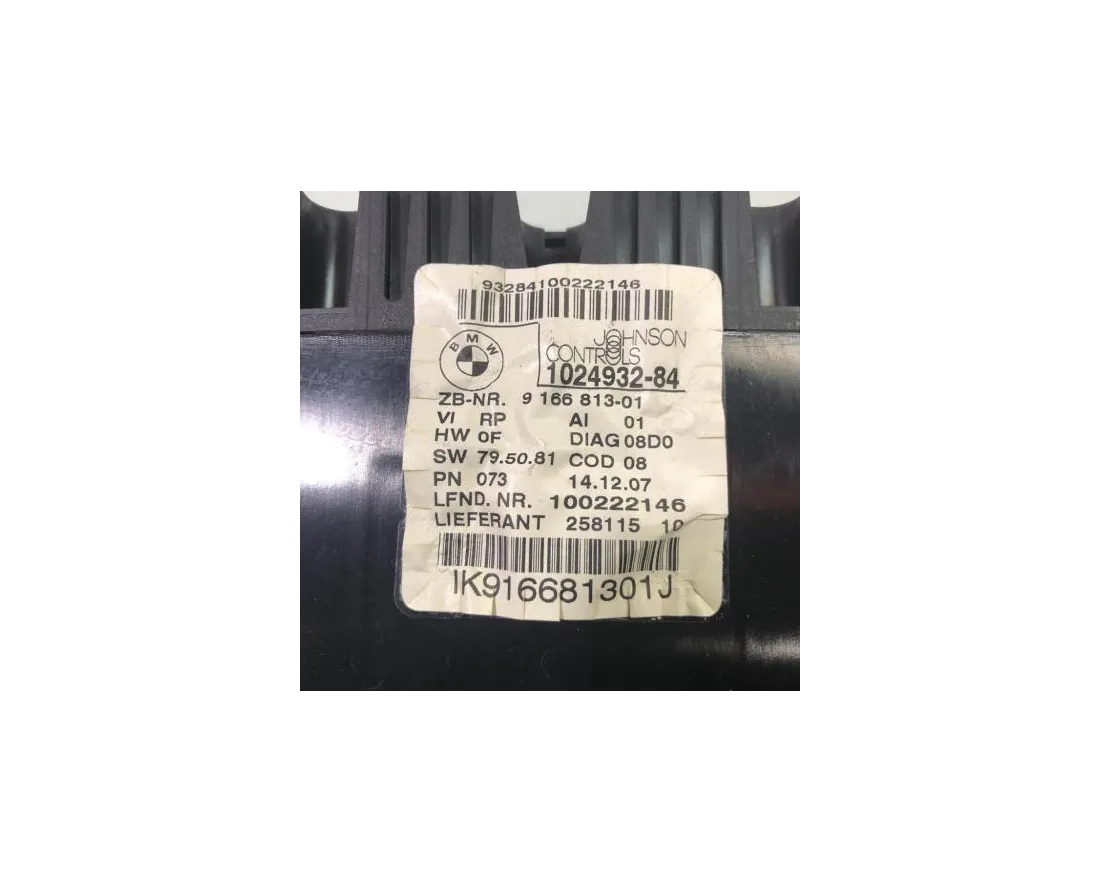 93284100222146
BMW
JOHNSON
CONTROLS
1024932-84
ZB-NR. 9 166 813-01
VI RP AI 01
HW 0F DIAG 08D0
SW 79.50.81 COD 08
PN 073 14.12.07
LFND. NR. 100222146
LIEFERANT 258115 10
IK916681301J